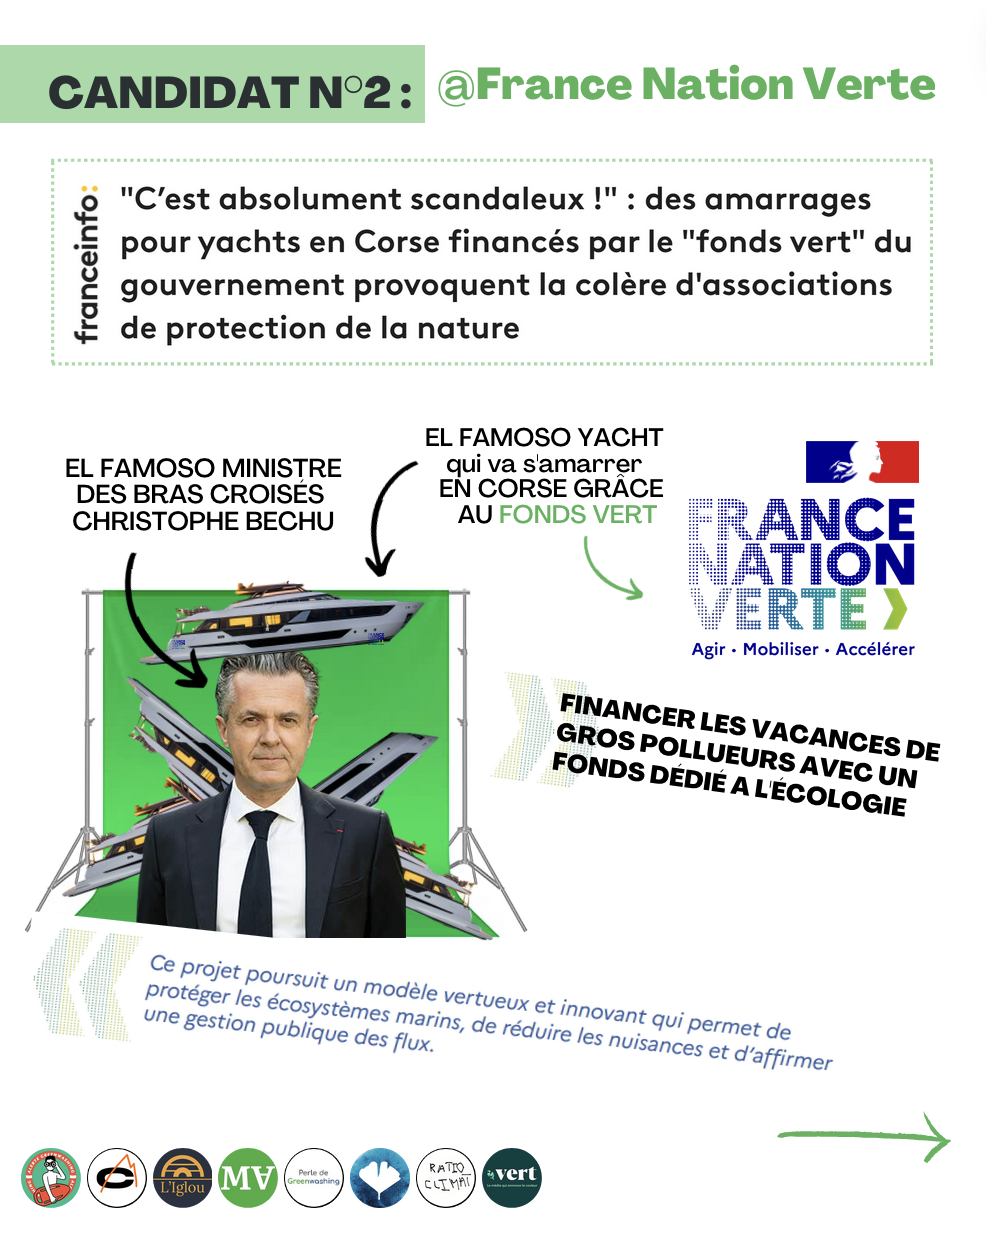 CANDIDAT N°2 :
@France Nation Verte
franceinfo:
"C’est absolument scandaleux !" : des amarrages
pour yachts en Corse financés par le "fonds vert" du
gouvernement provoquent la colère d'associations
de protection de la nature
EL FAMOSO MINISTRE
DES BRAS CROISÉS
CHRISTOPHE BECHU
EL FAMOSO YACHT
qui va s'amarrer
EN CORSE GRÂCE
AU FONDS VERT
FRANCE
NATION
VERTE
Agir • Mobiliser • Accélérer
FINANCER LES VACANCES DE
GROS POLLUEURS AVEC UN
FONDS DÉDIÉ A L'ÉCOLOGIE
Ce projet poursuit un modèle vertueux et innovant qui permet de
protéger les écosystèmes marins, de réduire les nuisances et d’affirmer
une gestion publique des flux.
L'Iglou
Perle de
Greenwashing
RATIO
CLIMAT
vert